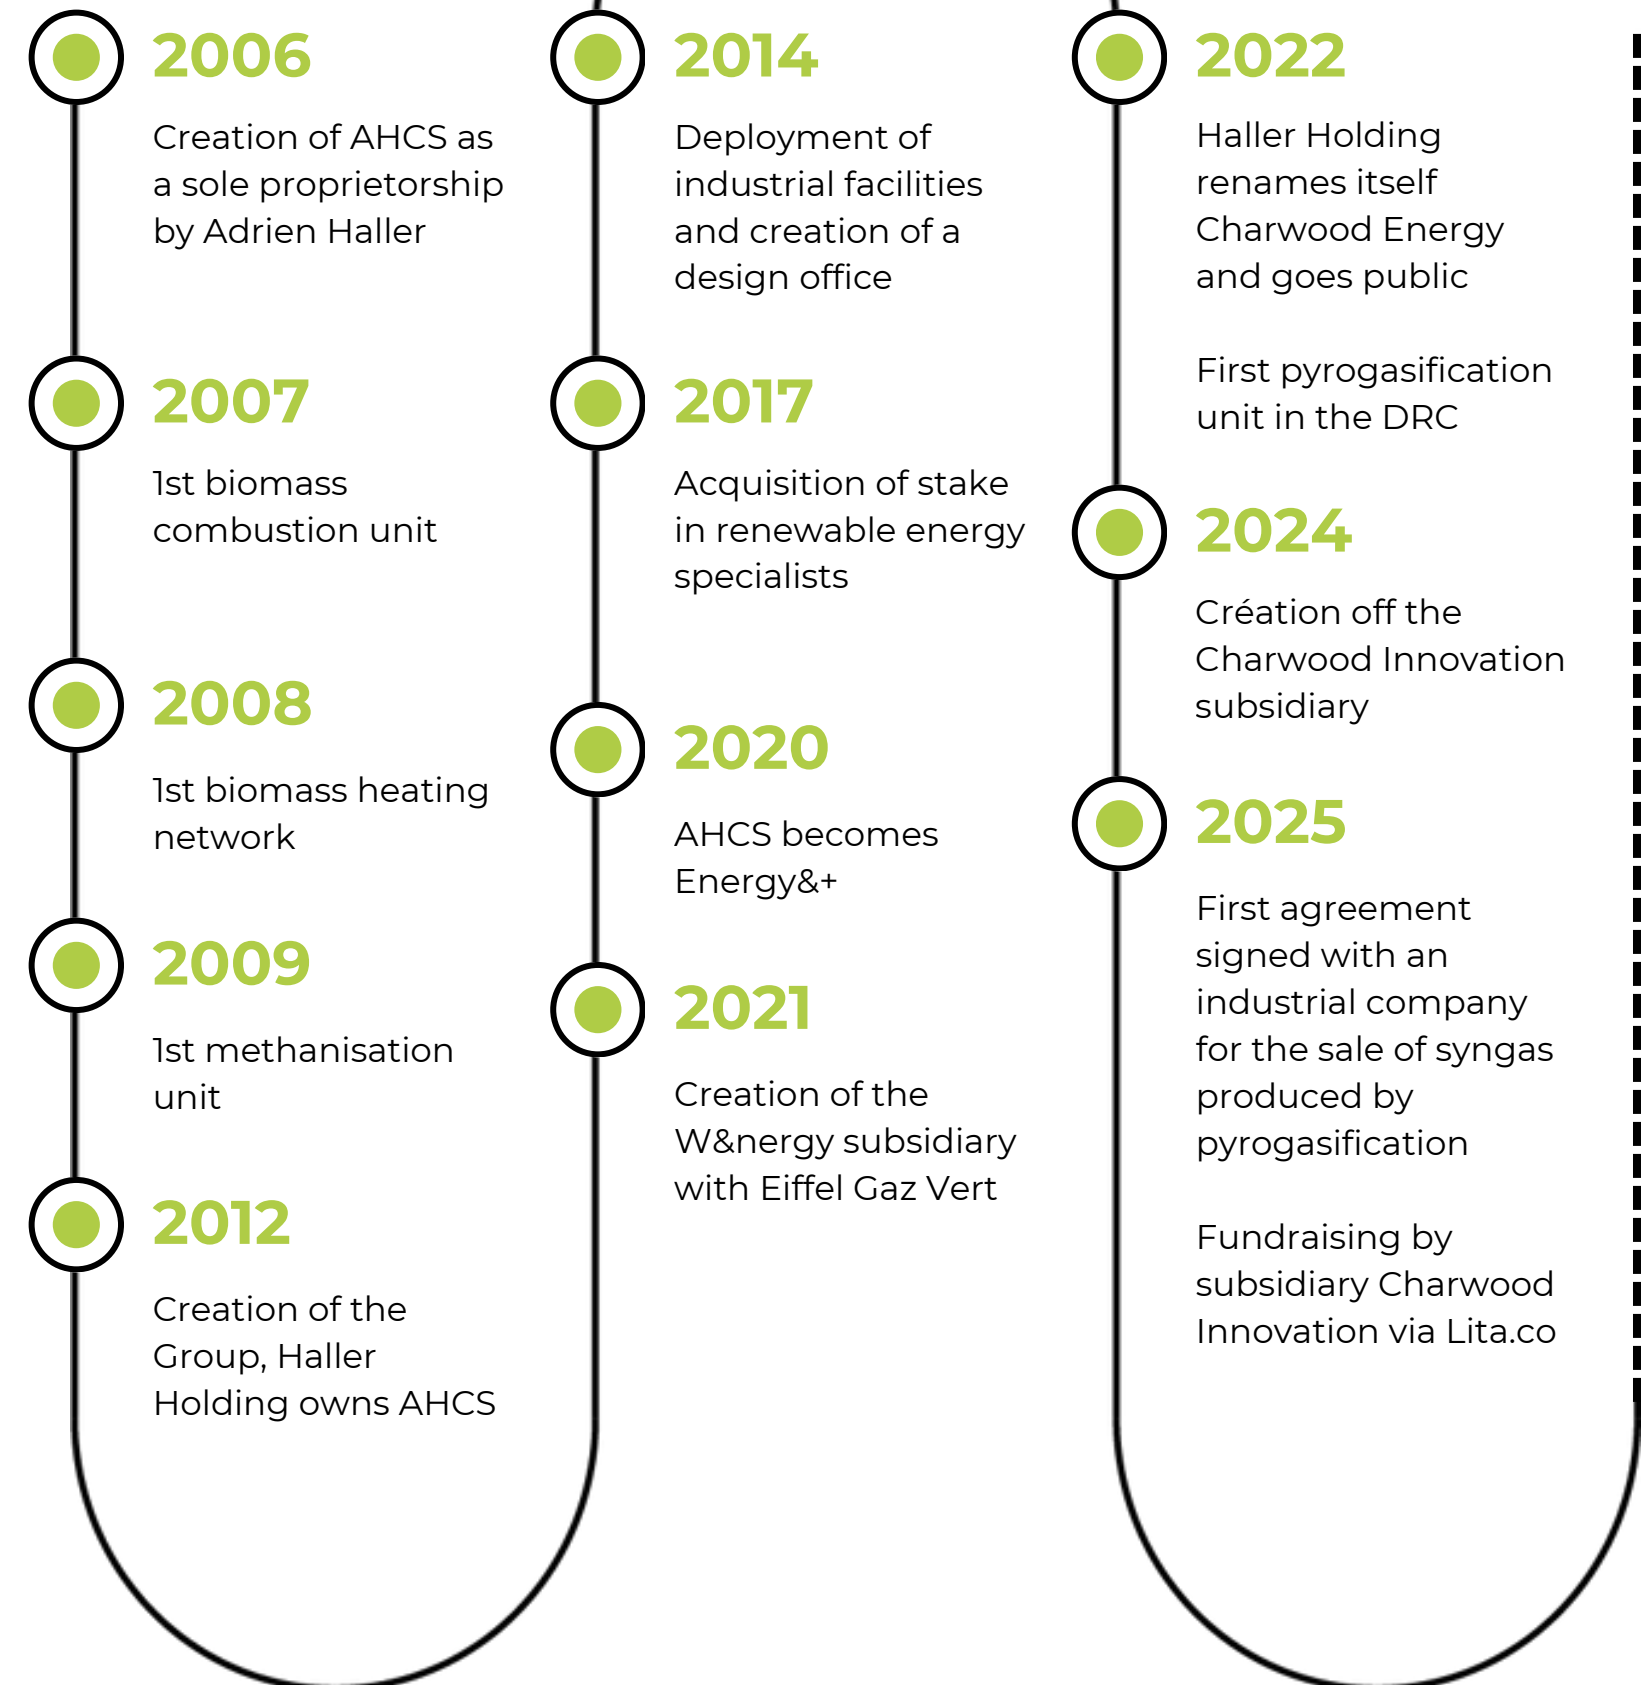 2006
Creation of AHCS as
a sole proprietorship
by Adrien Haller
2007
1st biomass
combustion unit
2008
1st biomass heating
network
2009
1st methanisation
unit
2012
Creation of the
Group, Haller
Holding owns AHCS
2014
Deployment of
industrial facilities
and creation of a
design office
2017
Acquisition of stake
in renewable energy
specialists
2020
AHCS becomes
Energy&+
2021
Creation of the
W&nergy subsidiary
with Eiffel Gaz Vert
2022
Haller Holding
renames itself
Charwood Energy
and goes public
First pyrogasification
unit in the DRC
2024
Création off the
Charwood Innovation
subsidiary
2025
First agreement
signed with an
industrial company
for the sale of syngas
produced by
pyrogasification
Fundraising by
subsidiary Charwood
Innovation via Lita.co